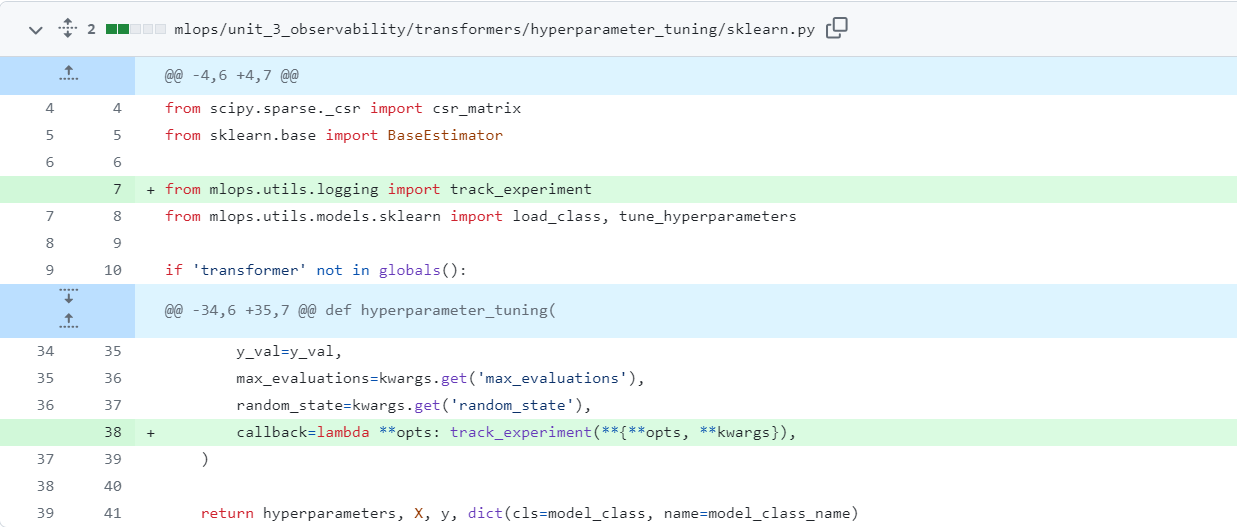 2 mlops/unit_3_observability/transformers/hyperparameter_tuning/sklearn.py
@@ -4,6 +4,7 @@
4 4 from scipy.sparse._csr import csr_matrix
5 5 from sklearn.base import BaseEstimator
6 6
7 + from mlops.utils.logging import track_experiment
7 8 from mlops.utils.models.sklearn import load_class, tune_hyperparameters
8 9
9 10 if 'transformer' not in globals():
@@ -34,6 +35,7 @@ def hyperparameter_tuning(
34 35         y_val=y_val,
35 36         max_evaluations=kwargs.get('max_evaluations'),
36 37         random_state=kwargs.get('random_state'),
38 +         callback=lambda **opts: track_experiment(**{**opts, **kwargs}),
37 39     )
38 40
39 41     return hyperparameters, X, y, dict(cls=model_class, name=model_class_name)